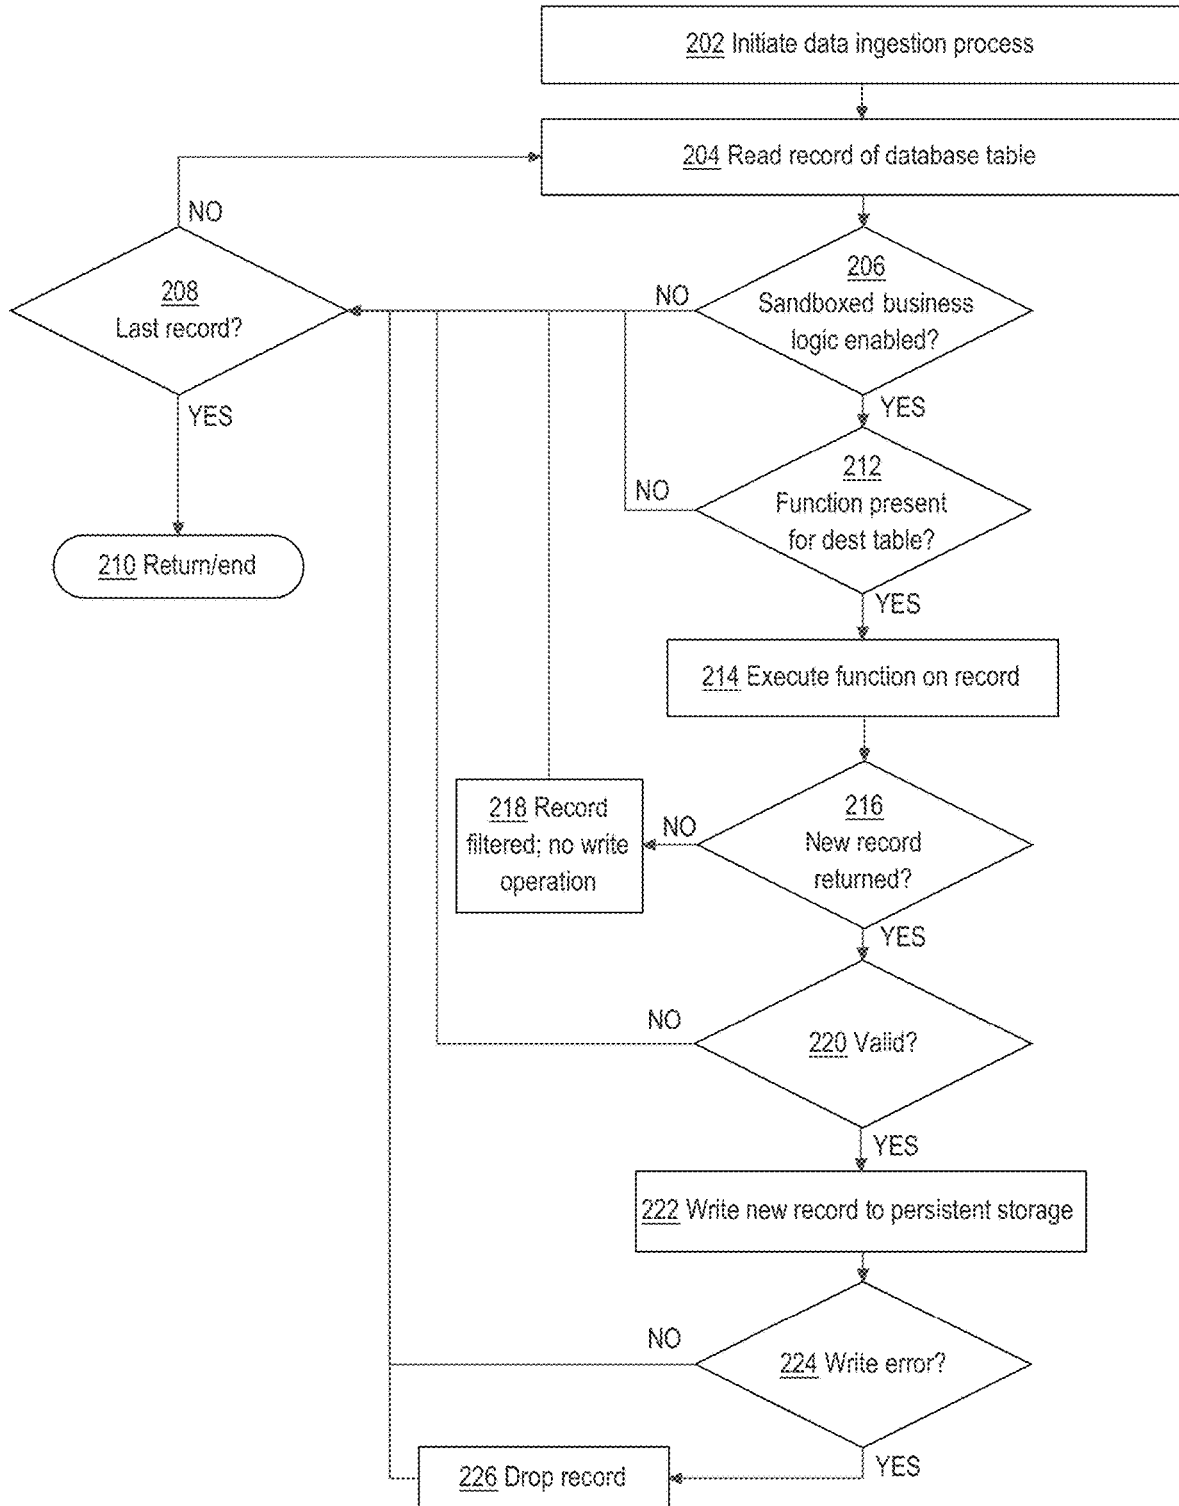 202 Initiate data ingestion process
204 Read record of database table
NO
208
Last record?
YES
210 Return/end
206
Sandboxed business
logic enabled?
NO
YES
212
Function present
for dest table?
NO
YES
214 Execute function on record
216
New record
returned?
NO
218 Record
filtered; no write
operation
YES
220 Valid?
NO
YES
222 Write new record to persistent storage
224 Write error?
NO
YES
226 Drop record